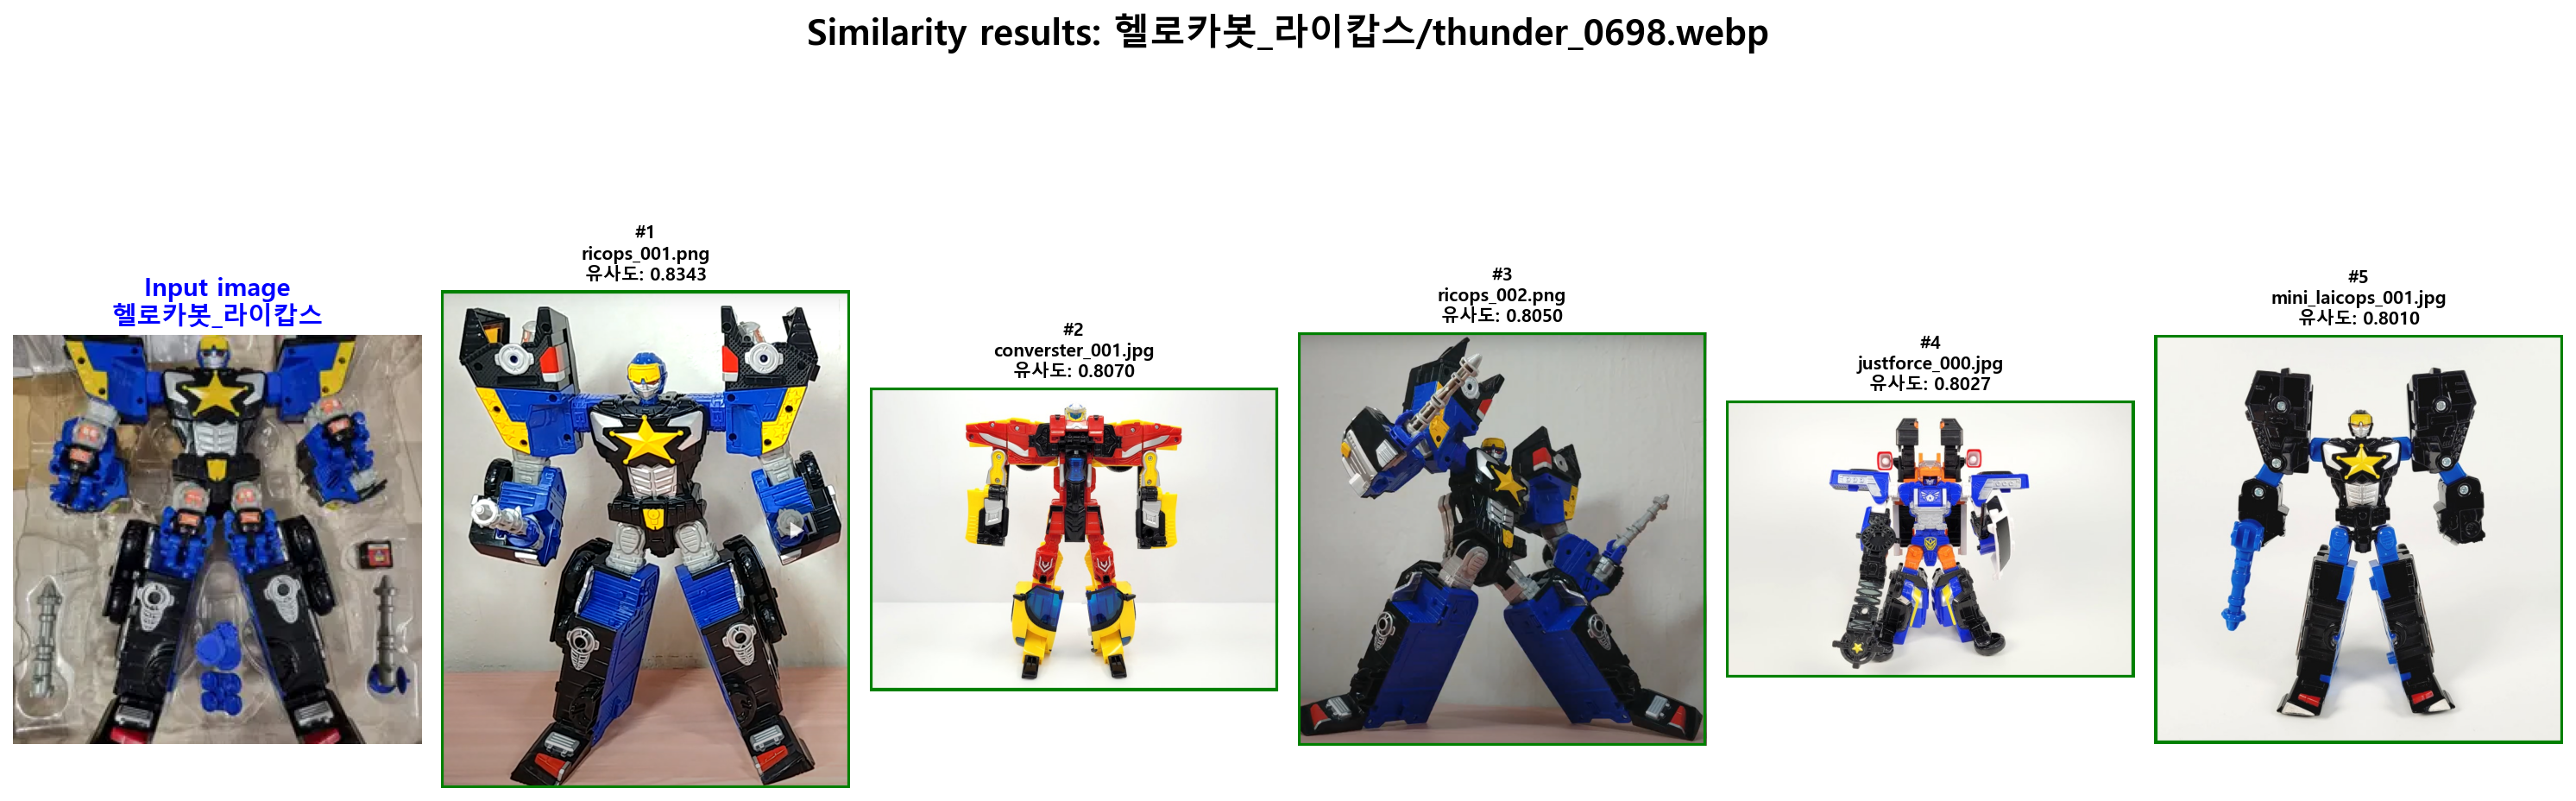 Similarity results: 헬로카봇_라이캅스/thunder_0698.webp
Input image
헬로카봇_라이캅스
#1
ricops_001.png
유사도: 0.8343
#2
converster_001.jpg
유사도: 0.8070
#3
ricops_002.png
유사도: 0.8050
#4
justforce_000.jpg
유사도: 0.8027
#5
mini_laicops_001.jpg
유사도: 0.8010